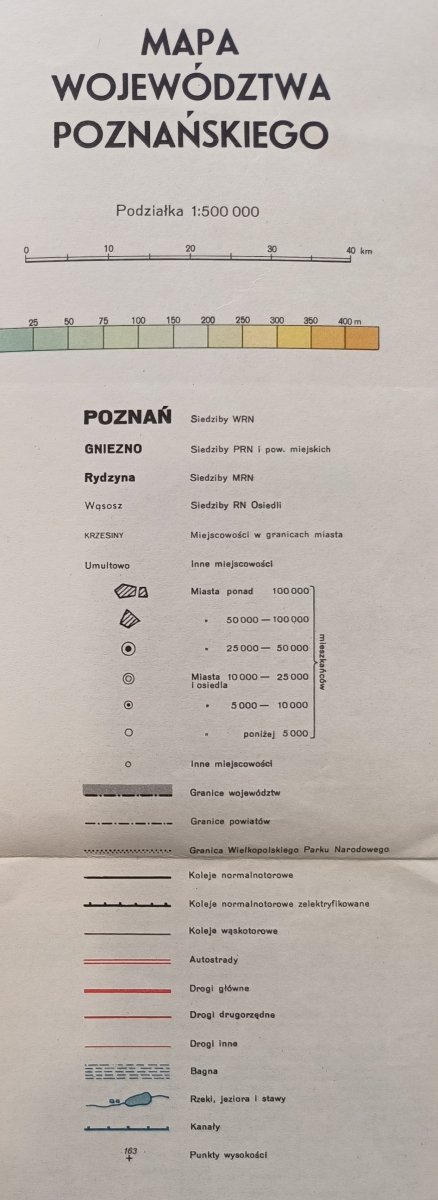 MAPA
WOJEWÓDZTWA
POZNAŃSKIEGO
Podziałka 1:500 000
0 10 20 30 40 km
25 50 75 100 150 200 250 300 350 400 m
POZNAŃ Siedziby WRN
GNIEZNO Siedziby PRN i pow. miejskich
Rydzyna Siedziby MRN
Wąsosz Siedziby RN Osiedli
KRZESINY Miejscowości w granicach miasta
Umultowo Inne miejscowości
Miasta ponad 100 000
„ 50 000 — 100 000
„ 25 000 — 50 000
mieszkańców
Miasta 10 000 — 25 000
i osiedla
„ 5 000 — 10 000
„ poniżej 5 000
Inne miejscowości
Granice województw
Granice powiatów
Granica Wielkopolskiego Parku Narodowego
Koleje normalnotorowe
Koleje normalnotorowe zelektryfikowane
Koleje wąskotorowe
Autostrady
Drogi główne
Drogi drugorzędne
Drogi inne
Bagna
Rzeki, jeziora i stawy
Kanały
163 Punkty wysokości